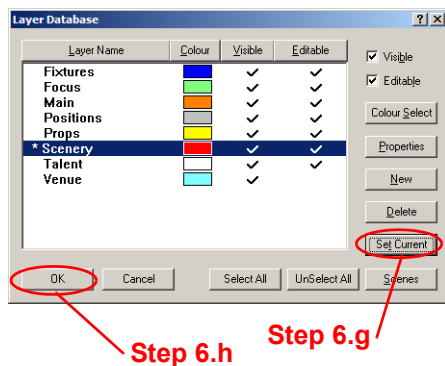 Layer Database
Layer Name Colour Visible Editable
Fixtures
Focus
Main
Positions
Props
* Scenery
Talent
Venue
Visible
Editable
Colour Select
Properties
New
Delete
Set Current
OK Cancel Select All UnSelect All Scenes
Step 6.h
Step 6.g